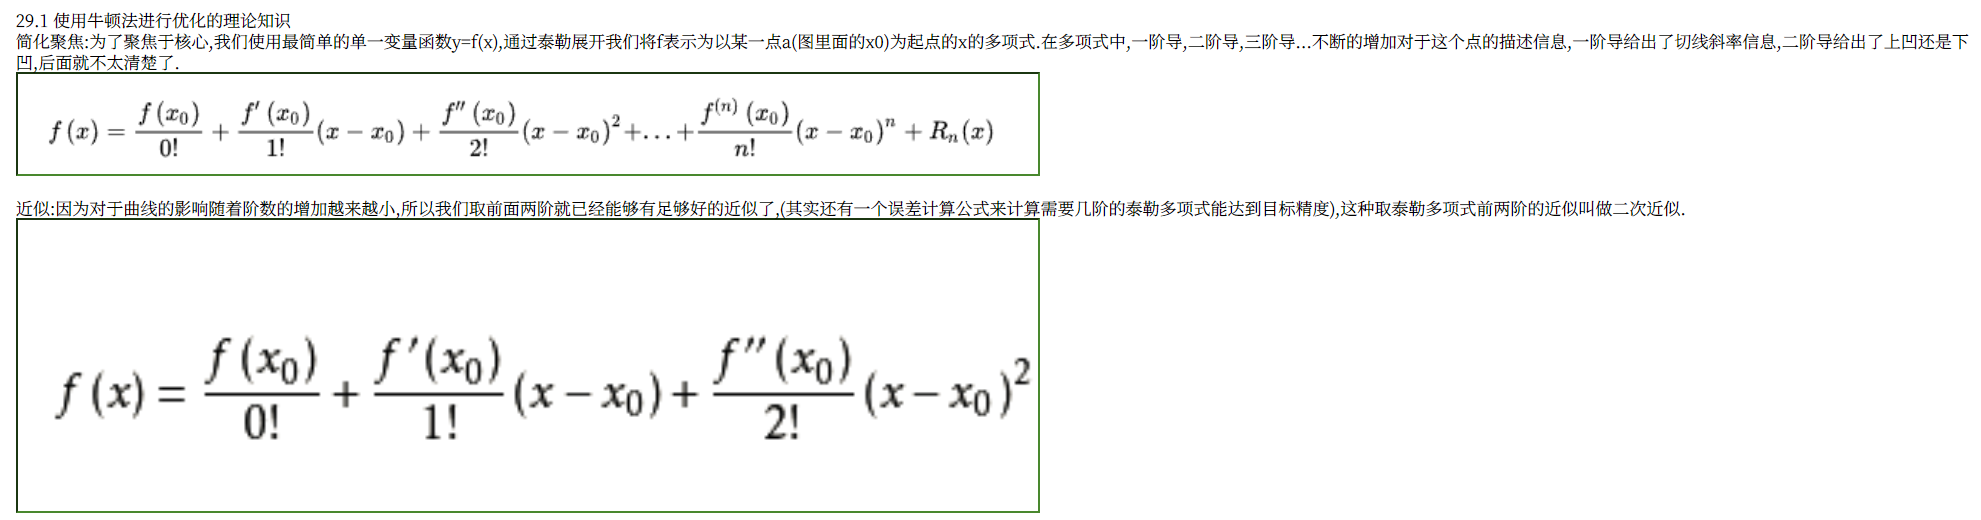 29.1 使用牛顿法进行优化的理论知识
简化聚焦:为了聚焦于核心,我们使用最简单的单一变量函数y=f(x),通过泰勒展开我们将f表示为以某一点a(图里面的x0)为起点的x的多项式.在多项式中,一阶导,二阶导,三阶导...不断的增加对于这个点的描述信息,一阶导给出了切线斜率信息,二阶导给出了上凹还是下
凹,后面就不太清楚了.
f(x) = \frac{f(x_0)}{0!} + \frac{f'(x_0)}{1!}(x − x_0) + \frac{f''(x_0)}{2!}(x − x_0)^2 + ... + \frac{f^{(n)}(x_0)}{n!}(x − x_0)^n + R_n(x)
近似:因为对于曲线的影响随着阶数的增加越来越小,所以我们取前面两阶就已经能够有足够好的近似了,(其实还有一个误差计算公式来计算需要几阶的泰勒多项式能达到目标精度),这种取泰勒多项式前两阶的近似叫做二次近似.
f(x) = \frac{f(x_0)}{0!} + \frac{f'(x_0)}{1!}(x − x_0) + \frac{f''(x_0)}{2!}(x − x_0)^2